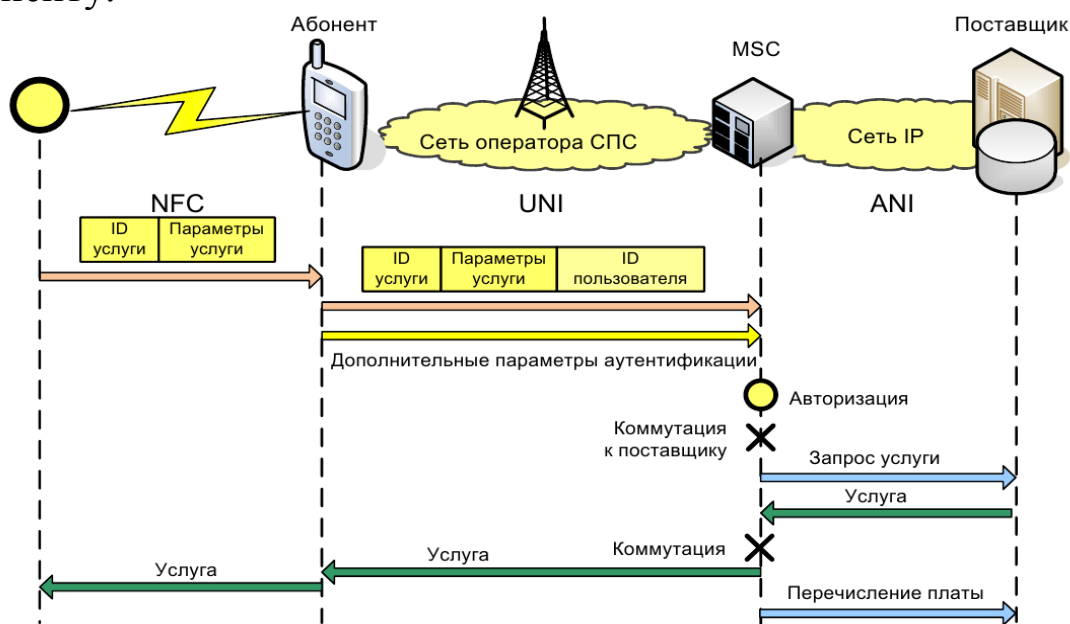 Абонент
MSC
Поставщик
Сеть оператора СПС
Сеть IP
NFC
UNI
ANI
ID
услуги
Параметры
услуги
ID
услуги
Параметры
услуги
ID
пользователя
Дополнительные параметры аутентификации
Авторизация
Коммутация
к поставщику
Запрос услуги
Услуга
Коммутация
Услуга
Услуга
Перечисление платы